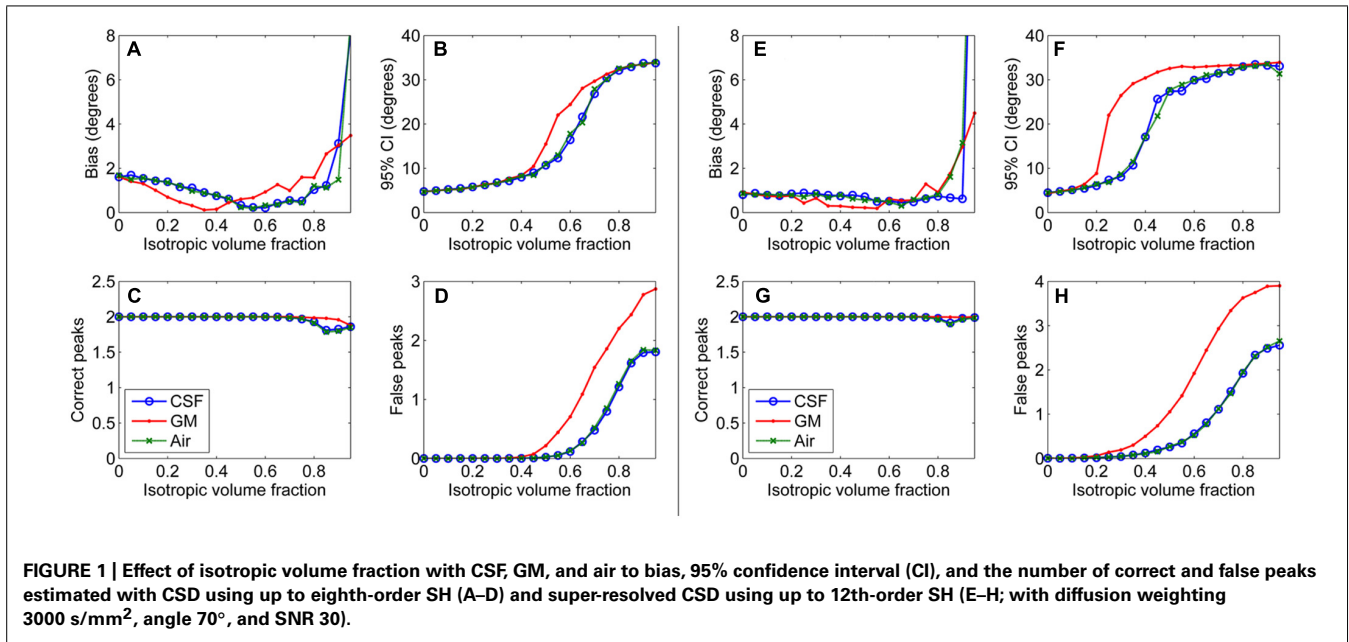 A
Bias (degrees)
8
6
4
2
0
0 0.2 0.4 0.6 0.8
Isotropic volume fraction
B
95% CI (degrees)
40
30
20
10
0
0 0.2 0.4 0.6 0.8
Isotropic volume fraction
E
Bias (degrees)
8
6
4
2
0
0 0.2 0.4 0.6 0.8
Isotropic volume fraction
F
95% CI (degrees)
40
30
20
10
0
0 0.2 0.4 0.6 0.8
Isotropic volume fraction
C
Correct peaks
2.5
2
1.5
1
0.5
0
CSF
GM
Air
0 0.2 0.4 0.6 0.8
Isotropic volume fraction
D
False peaks
3
2
1
0
0 0.2 0.4 0.6 0.8
Isotropic volume fraction
G
Correct peaks
2.5
2
1.5
1
0.5
0
CSF
GM
Air
0 0.2 0.4 0.6 0.8
Isotropic volume fraction
H
False peaks
4
3
2
1
0
0 0.2 0.4 0.6 0.8
Isotropic volume fraction
FIGURE 1 | Effect of isotropic volume fraction with CSF, GM, and air to bias, 95% confidence interval (CI), and the number of correct and false peaks
estimated with CSD using up to eighth-order SH (A–D) and super-resolved CSD using up to 12th-order SH (E–H; with diffusion weighting
3000 s/mm², angle 70°, and SNR 30).